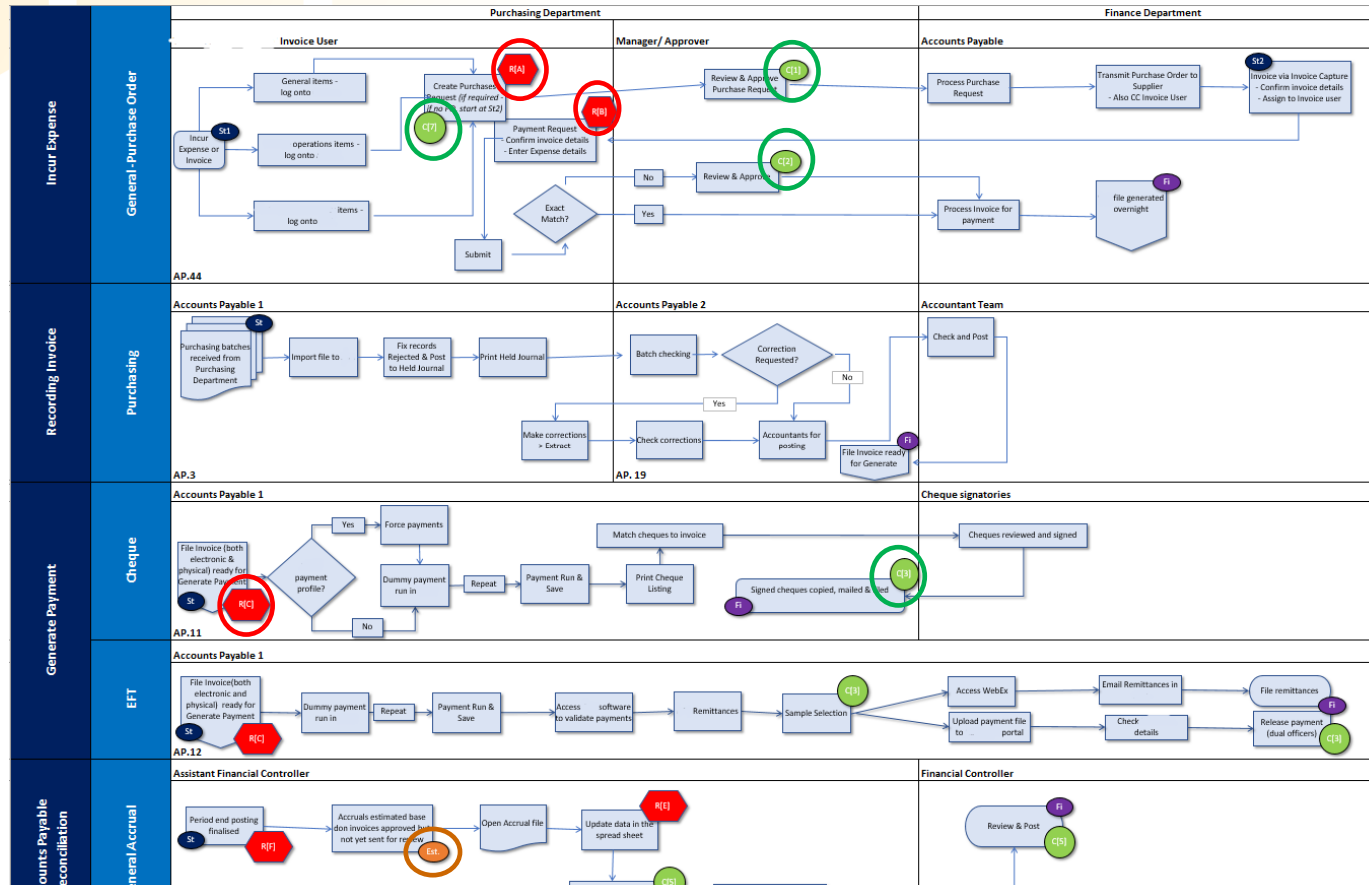 Purchasing Department
Finance Department
Invoice User
Manager/ Approver
Accounts Payable
Incur Expense
General - Purchase Order
General items -
log onto
Create Purchases
Request (if required -
if no PO, start at St2)
R[A]
C[7]
Incur
Expense or
Invoice
St1
operations items -
log onto
items -
log onto
R[B]
Payment Request
- Confirm invoice details
- Enter Expense details
Exact
Match?
Submit
No
Yes
Review & Approve
Purchase Request
C[1]
Review & Approve
C[2]
Process Purchase
Request
Transmit Purchase Order to
Supplier
- Also CC Invoice User
St2
Invoice via Invoice Capture
- Confirm invoice details
- Assign to Invoice user
Process Invoice for
payment
Fi
file generated
overnight
AP.44
Recording Invoice
Purchasing
Accounts Payable 1
Accounts Payable 2
Accountant Team
St
Purchasing batches
received from
Purchasing
Department
Import file to
Fix records
Rejected & Post
to Held Journal
Print Held Journal
Batch checking
Correction
Requested?
No
Yes
Check and Post
Make corrections
> Extract
Check corrections
Accountants for
posting
Fi
File Invoice ready
for Generate
AP.3
AP. 19
Generate Payment
Cheque
Accounts Payable 1
Cheque signatories
File Invoice (both
electronic &
physical) ready for
Generate Payment
St
R[C]
payment
profile?
Yes
No
Force payments
Dummy payment
run in
Repeat
Payment Run &
Save
Print Cheque
Listing
Match cheques to invoice
Cheques reviewed and signed
Signed cheques copied, mailed & filed
C[3]
Fi
AP.11
EFT
Accounts Payable 1
File Invoice(both
electronic and
physical) ready for
Generate Payment
St
R[C]
Dummy payment
run in
Repeat
Payment Run &
Save
Access software
to validate payments
Remittances
Sample Selection
C[3]
Access WebEx
Email Remittances in
File remittances
Fi
Upload payment file
to portal
Check
details
Release payment
(dual officers)
C[3]
AP.12
Accounts Payable
Reconciliation
General Accrual
Assistant Financial Controller
Financial Controller
Period end posting
finalised
St
R[F]
Accruals estimated base
don invoices approved but
not yet sent for review
Est.
Open Accrual file
Update data in the
spread sheet
R[E]
C[5]
Fi
Review & Post
C[5]